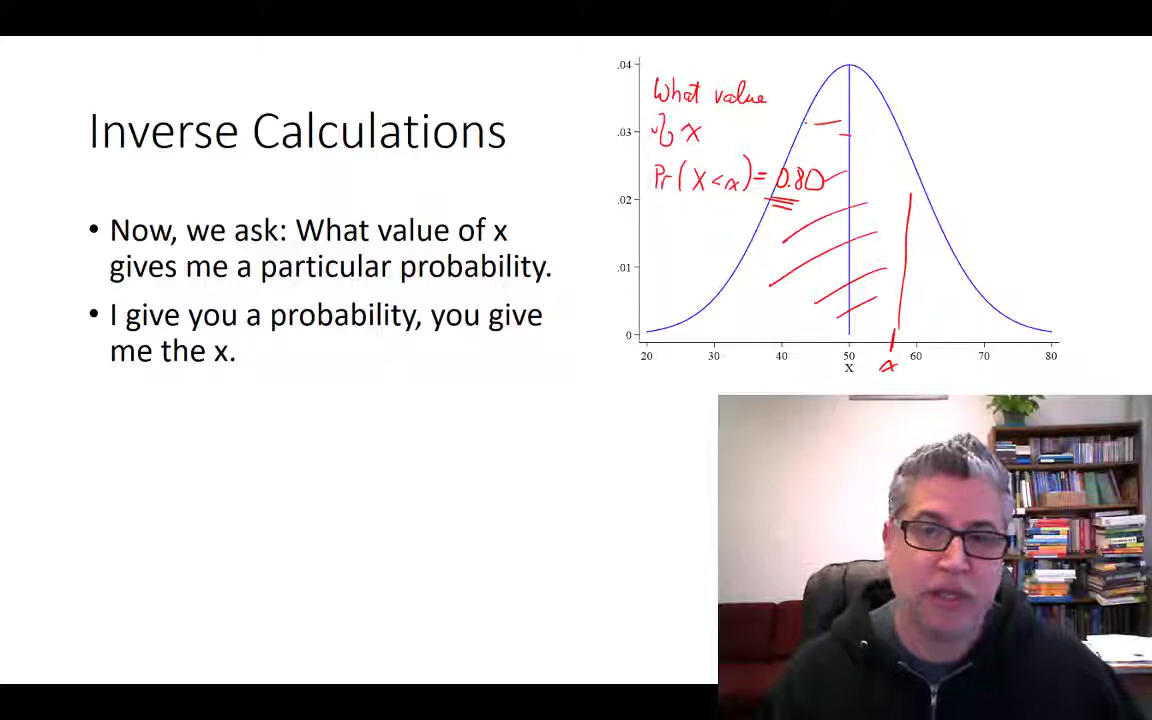 Inverse Calculations
• Now, we ask: What value of x
gives me a particular probability.
• I give you a probability, you give
me the x.
What value
of x
Pr(X<x)=0.80
.04
.03
.02
.01
0
20 30 40 50 60 70 80
X
x